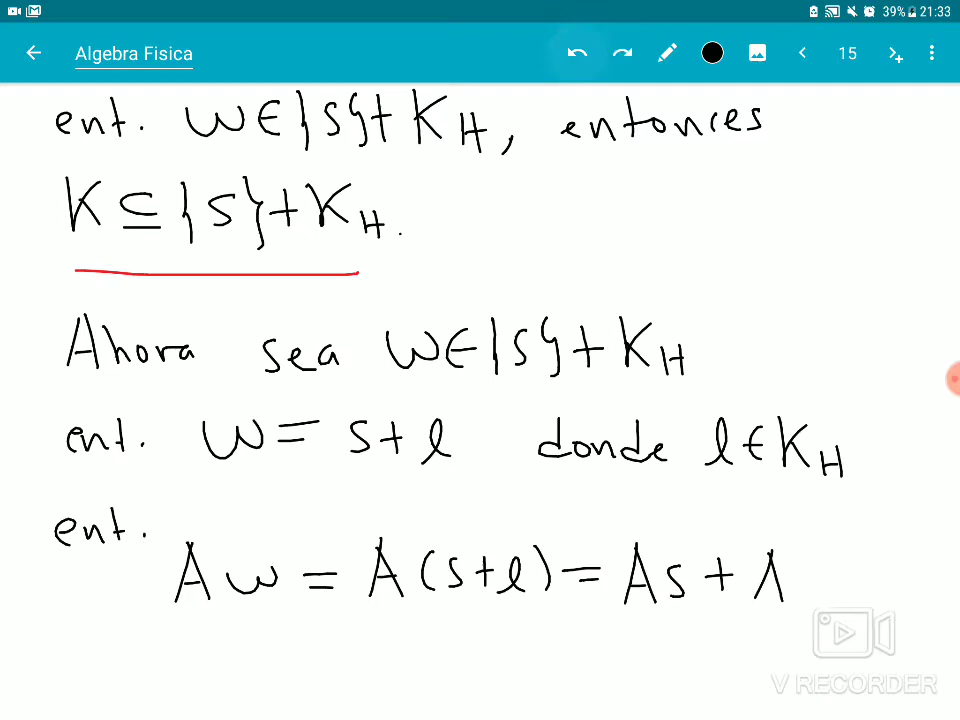 39% 21:33
Algebra Fisica 15
ent. w ∈ {s} + K_H, entonces
K ⊆ {s} + K_H.
Ahora sea w ∈ {s} + K_H
ent. w = s + l donde l ∈ K_H
ent.
Aw = A(s + l) = As + Λ
V RECORDER